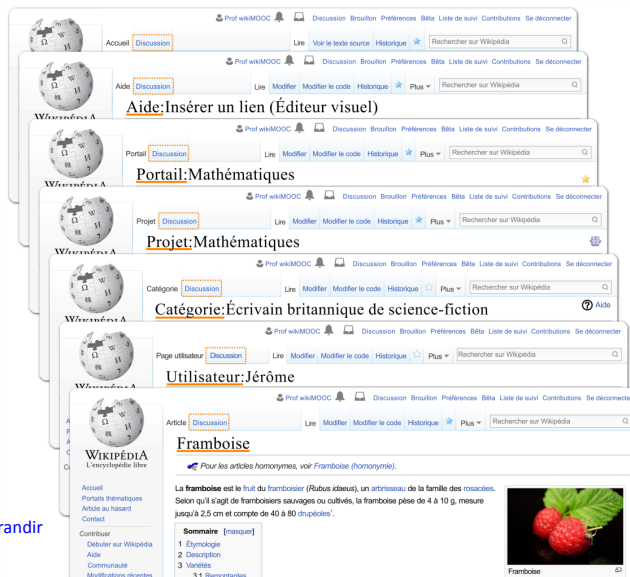 Prof wikiMOOC Discussion Brouillon Préférences Bêta Liste de suivi Contributions Se déconnecter
Accueil Discussion Lire Voir le texte source Historique Rechercher sur Wikipédia
Prof wikiMOOC Discussion Brouillon Préférences Bêta Liste de suivi Contributions Se déconnecter
Aide Discussion Lire Modifier Modifier le code Historique Plus Rechercher sur Wikipédia
Aide:Insérer un lien (Éditeur visuel)
WIKIPÉDIA
Prof wikiMOOC Discussion Brouillon Préférences Bêta Liste de suivi Contributions Se déconnecter
Portail Discussion Lire Modifier Modifier le code Historique Plus Rechercher sur Wikipédia
Portail:Mathématiques
WIKIPÉDIA
Prof wikiMOOC Discussion Brouillon Préférences Bêta Liste de suivi Contributions Se déconnecter
Projet Discussion Lire Modifier Modifier le code Historique Plus Rechercher sur Wikipédia
Projet:Mathématiques
WIKIPÉDIA
Prof wikiMOOC Discussion Brouillon Préférences Bêta Liste de suivi Contributions Se déconnecter
Catégorie Discussion Lire Modifier Modifier le code Historique Plus Rechercher sur Wikipédia
Catégorie:Écrivain britannique de science-fiction
Aide
WIKIPÉDIA
Prof wikiMOOC Discussion Brouillon Préférences Bêta Liste de suivi Contributions Se déconnecter
Page utilisateur Discussion Lire Modifier Modifier le code Historique Plus Rechercher sur Wikipédia
Utilisateur:Jérôme
WIKIPÉDIA
Prof wikiMOOC Discussion Brouillon Préférences Bêta Liste de suivi Contributions Se déconnecte
Article Discussion Lire Modifier Modifier le code Historique Plus Rechercher sur Wikipédia
Framboise
WIKIPÉDIA
L'encyclopédie libre
Pour les articles homonymes, voir Framboise (homonymie).
Accueil
Portails thématiques
Article au hasard
Contact
Contribuer
Débuter sur Wikipédia
Aide
Communauté
Modifications récentes
La framboise est le fruit du framboisier (Rubus idaeus), un arbrisseau de la famille des rosacées.
Selon qu'il s'agit de framboisiers sauvages ou cultivés, la framboise pèse de 4 à 10 g, mesure
jusqu'à 2,5 cm et compte de 40 à 80 drupéoles¹.
Sommaire [masquer]
1 Étymologie
2 Description
3 Variétés
3.1 Remontantes
Framboise
randir